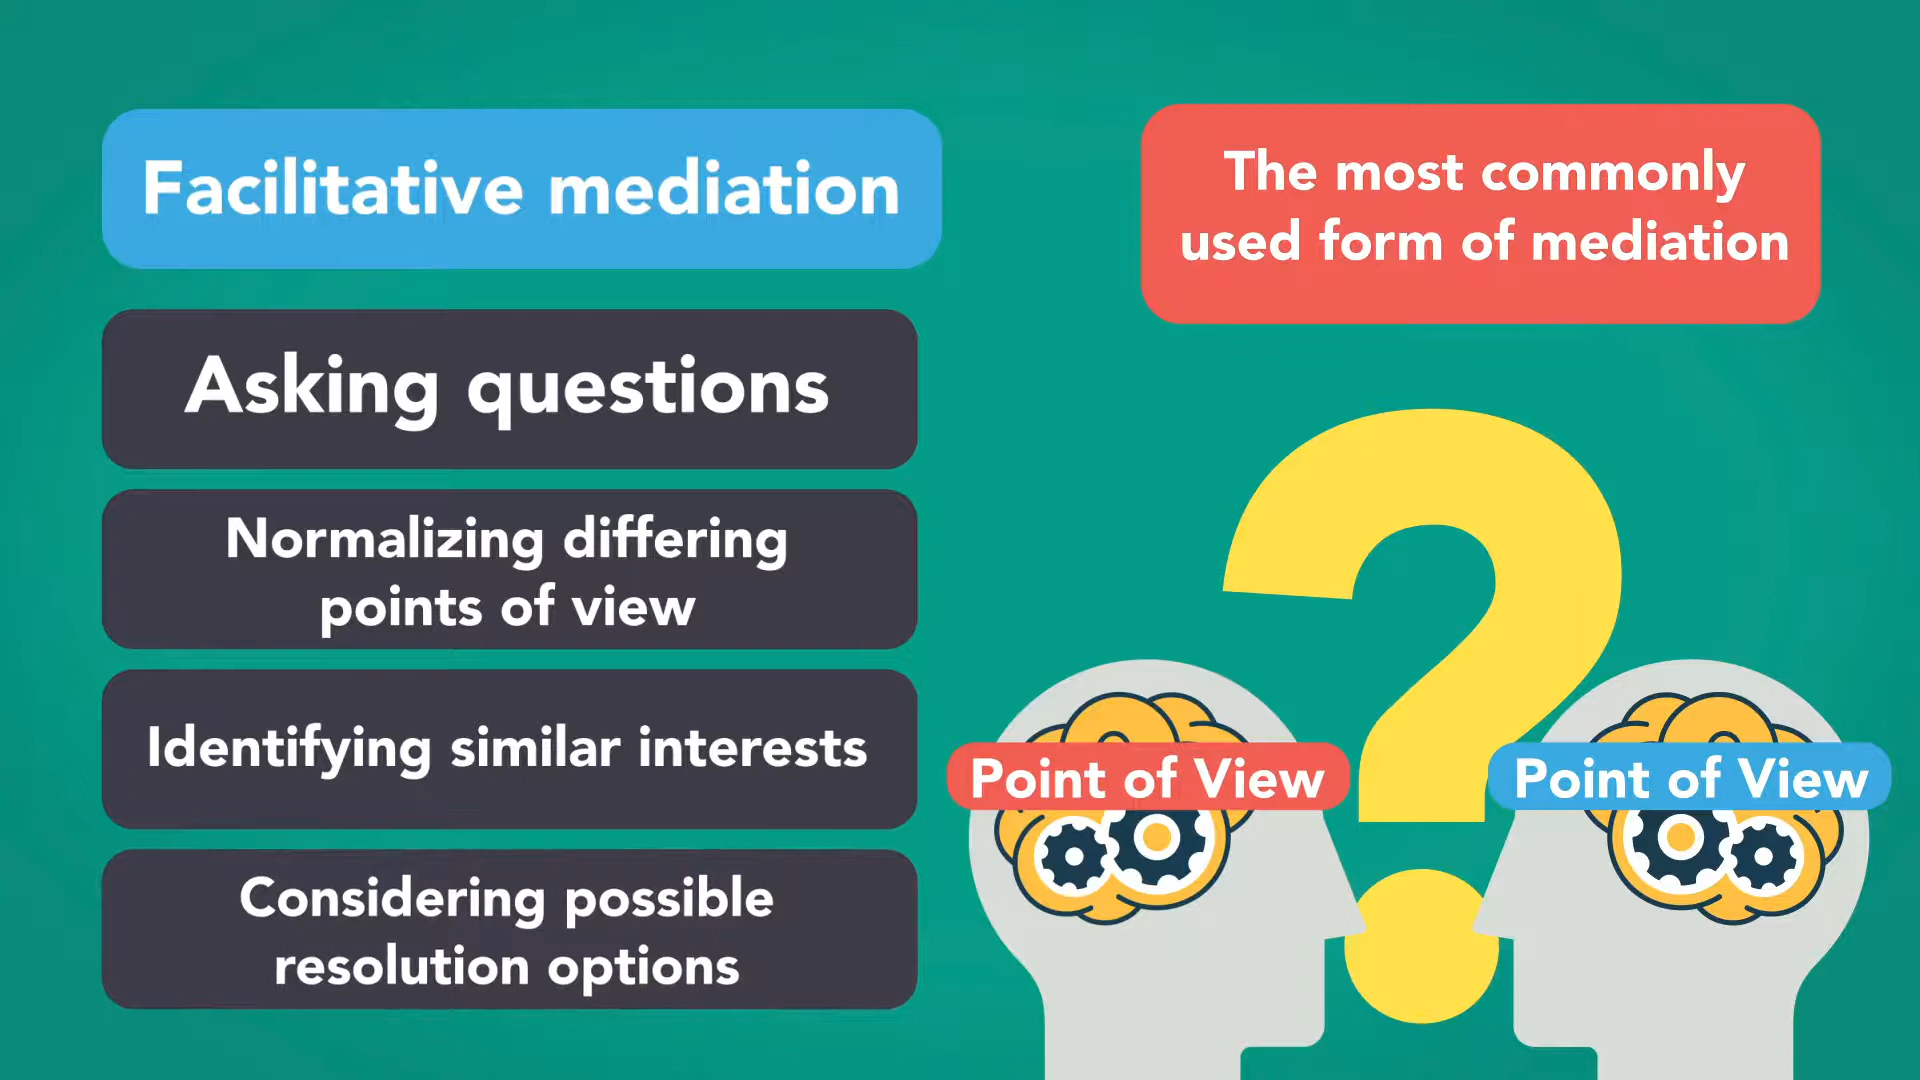 Facilitative mediation
Asking questions
Normalizing differing
points of view
Identifying similar interests
Considering possible
resolution options
The most commonly
used form of mediation
Point of View
Point of View